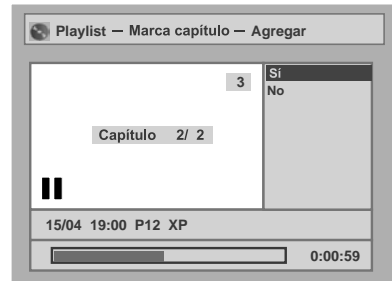 Playlist — Marca capítulo — Agregar
3
Sí
No
Capítulo 2/ 2
15/04 19:00 P12 XP
0:00:59